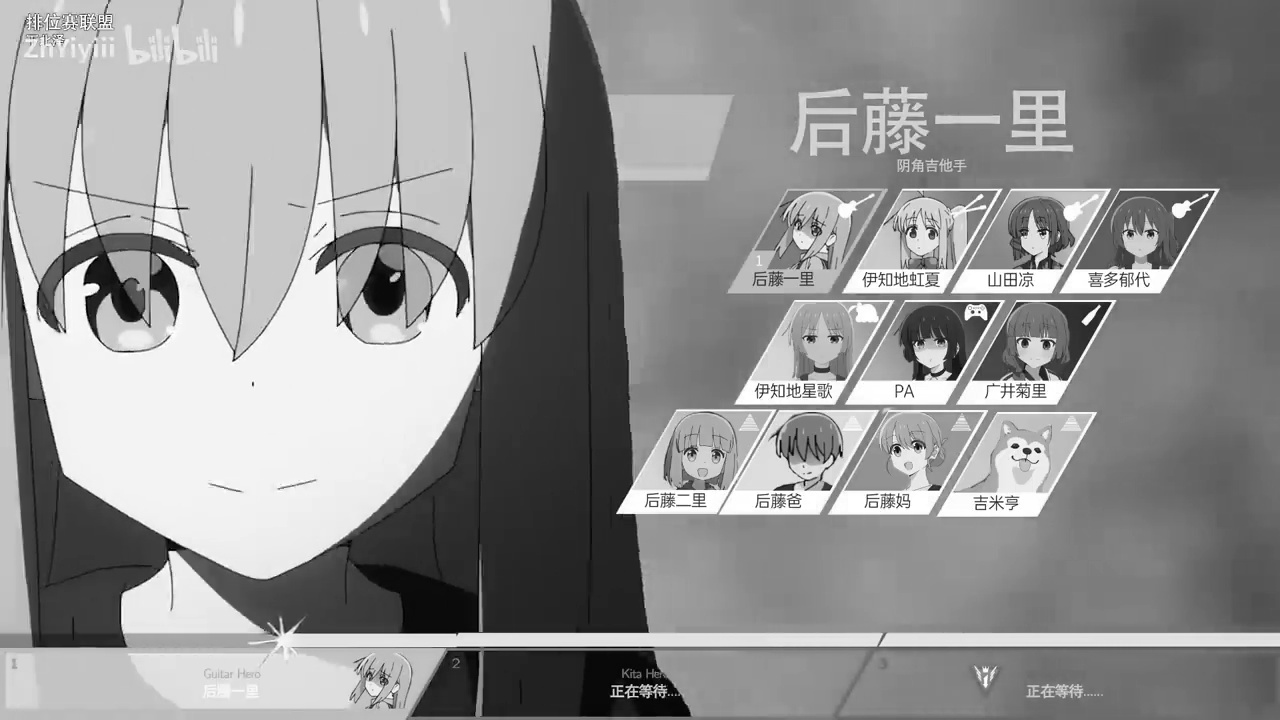 排位赛联盟
ZhYiyiii bilibili
后藤一里
阴角吉他手
1
后藤一里
伊知地虹夏
山田凉
喜多郁代
伊知地星歌
PA
广井菊里
后藤二里
后藤爸
后藤妈
吉米亨
1
Guitar Hero
后藤一里
2
正在等待....
3
正在等待......